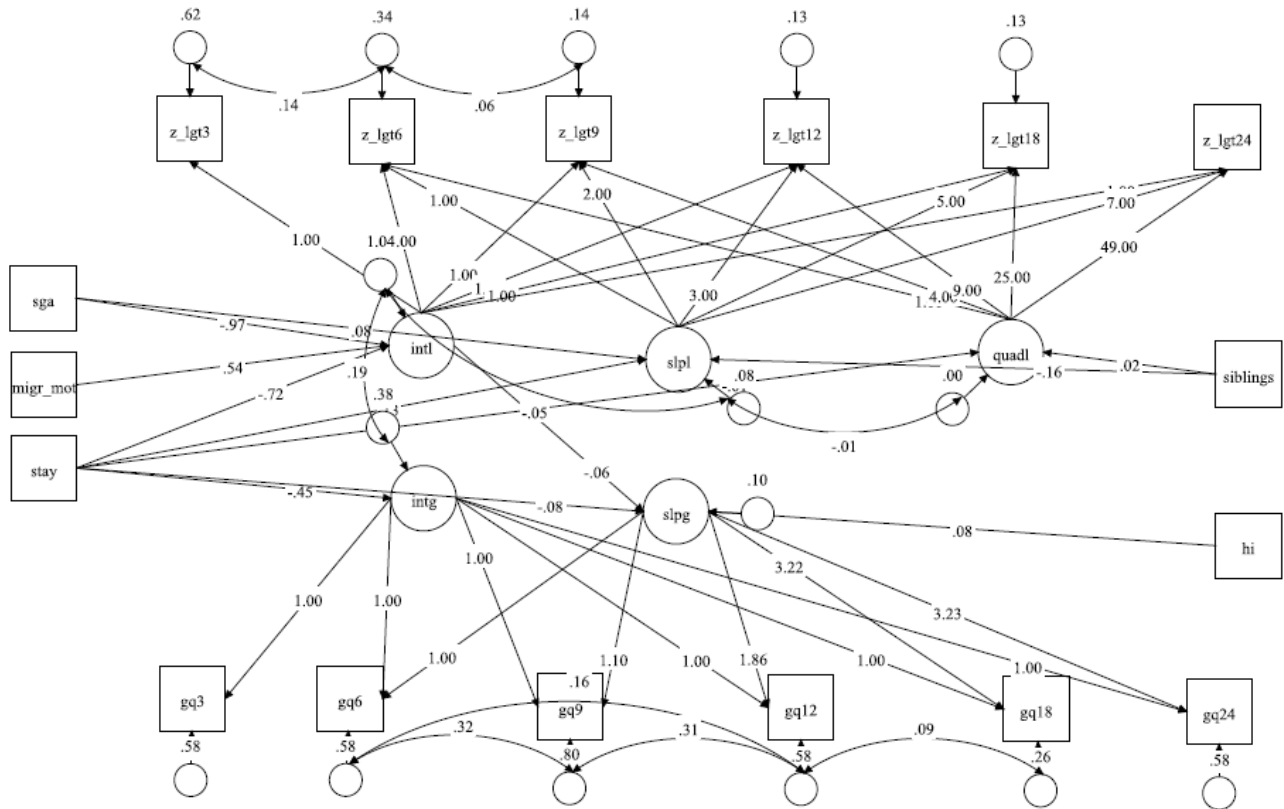 .62
.34
.14
.13
.13
.14
.06
z_lgt3
z_lgt6
z_lgt9
z_lgt12
z_lgt18
z_lgt24
1.00
2.00
5.00
7.00
1.00
1.04.00
1.00
49.00
1.00
3.00
4.00
9.00
25.00
sga
-.97
.08
intl
slpl
quadl
migr_mot
.54
.19
.08
.00
-.16
.02
siblings
-.72
.38
-.05
-.01
stay
-.45
intg
-.06
-.08
slpg
.10
.08
hi
1.00
3.22
1.00
1.00
3.23
1.00
1.10
1.00
1.86
1.00
1.00
gq3
gq6
.16
gq9
gq12
gq18
gq24
.58
.58
.32
.80
.31
.58
.09
.26
.58